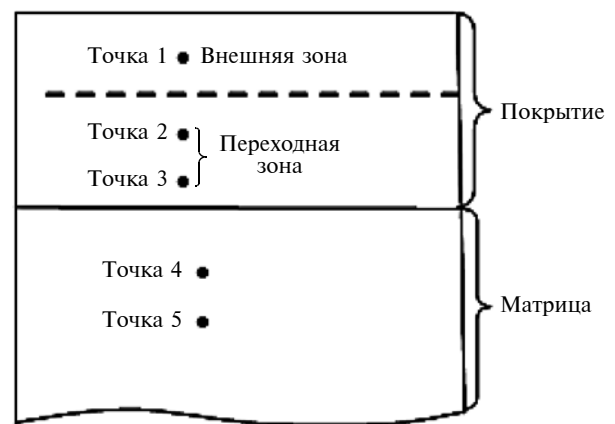 Точка 1
Внешняя зона
Покрытие
Точка 2
Переходная
зона
Точка 3
Точка 4
Матрица
Точка 5